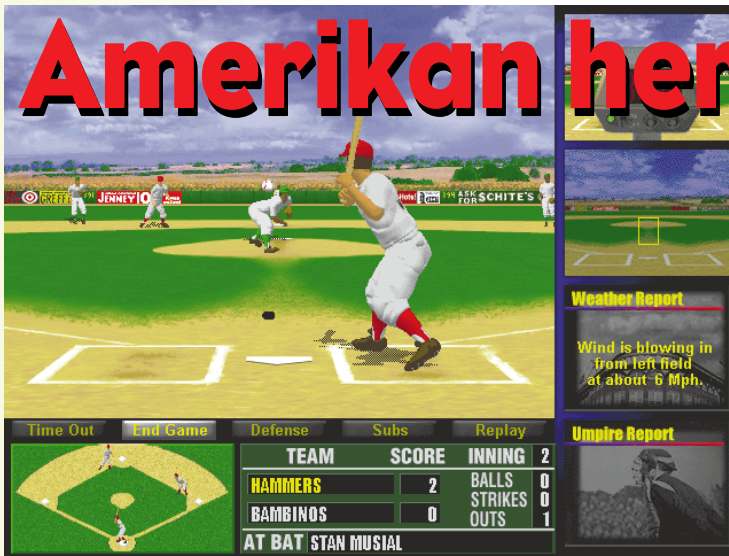 Amerikan her
GREFF
JENNEY
394 ASK FOR SCHITE'S
Weather Report
Wind is blowing in
from left field
at about 6 Mph.
Time Out End Game Defense Subs Replay
Umpire Report
TEAM SCORE INNING 2
HAMMERS 2 BALLS 0
STRIKES 0
BAMBINOS 0 OUTS 1
AT BAT STAN MUSIAL